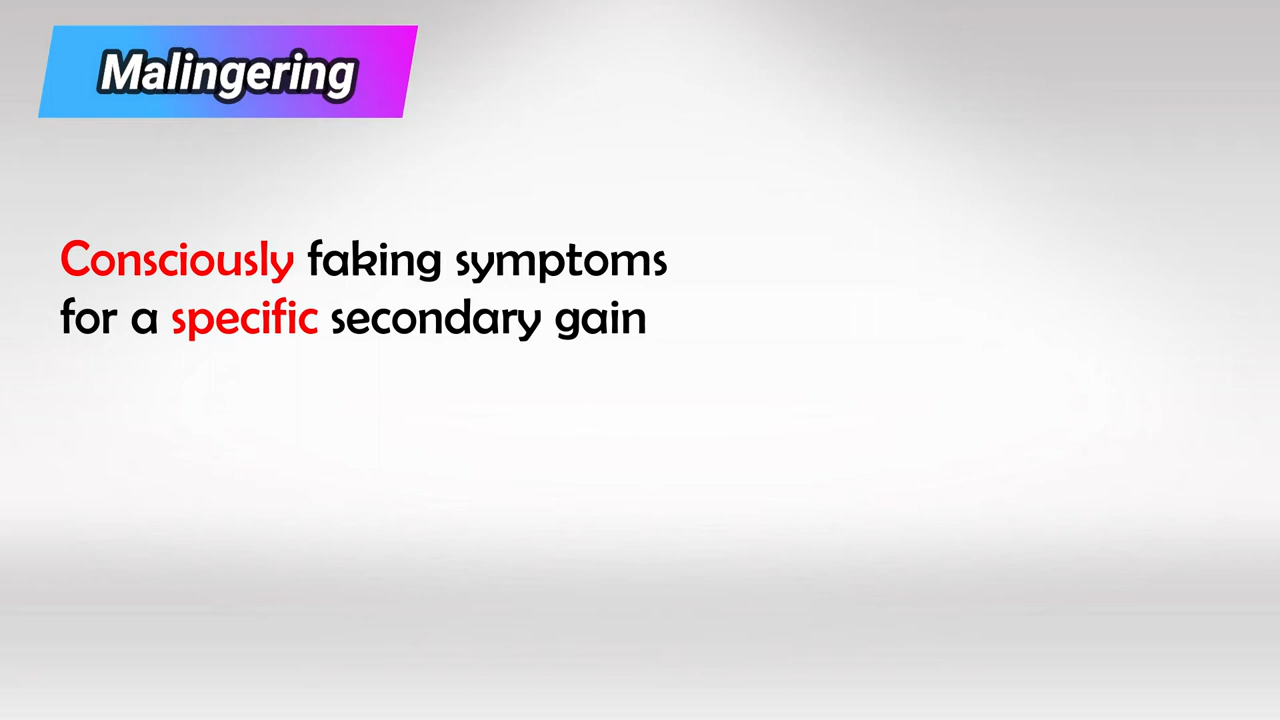 Malingering
Consciously faking symptoms
for a specific secondary gain